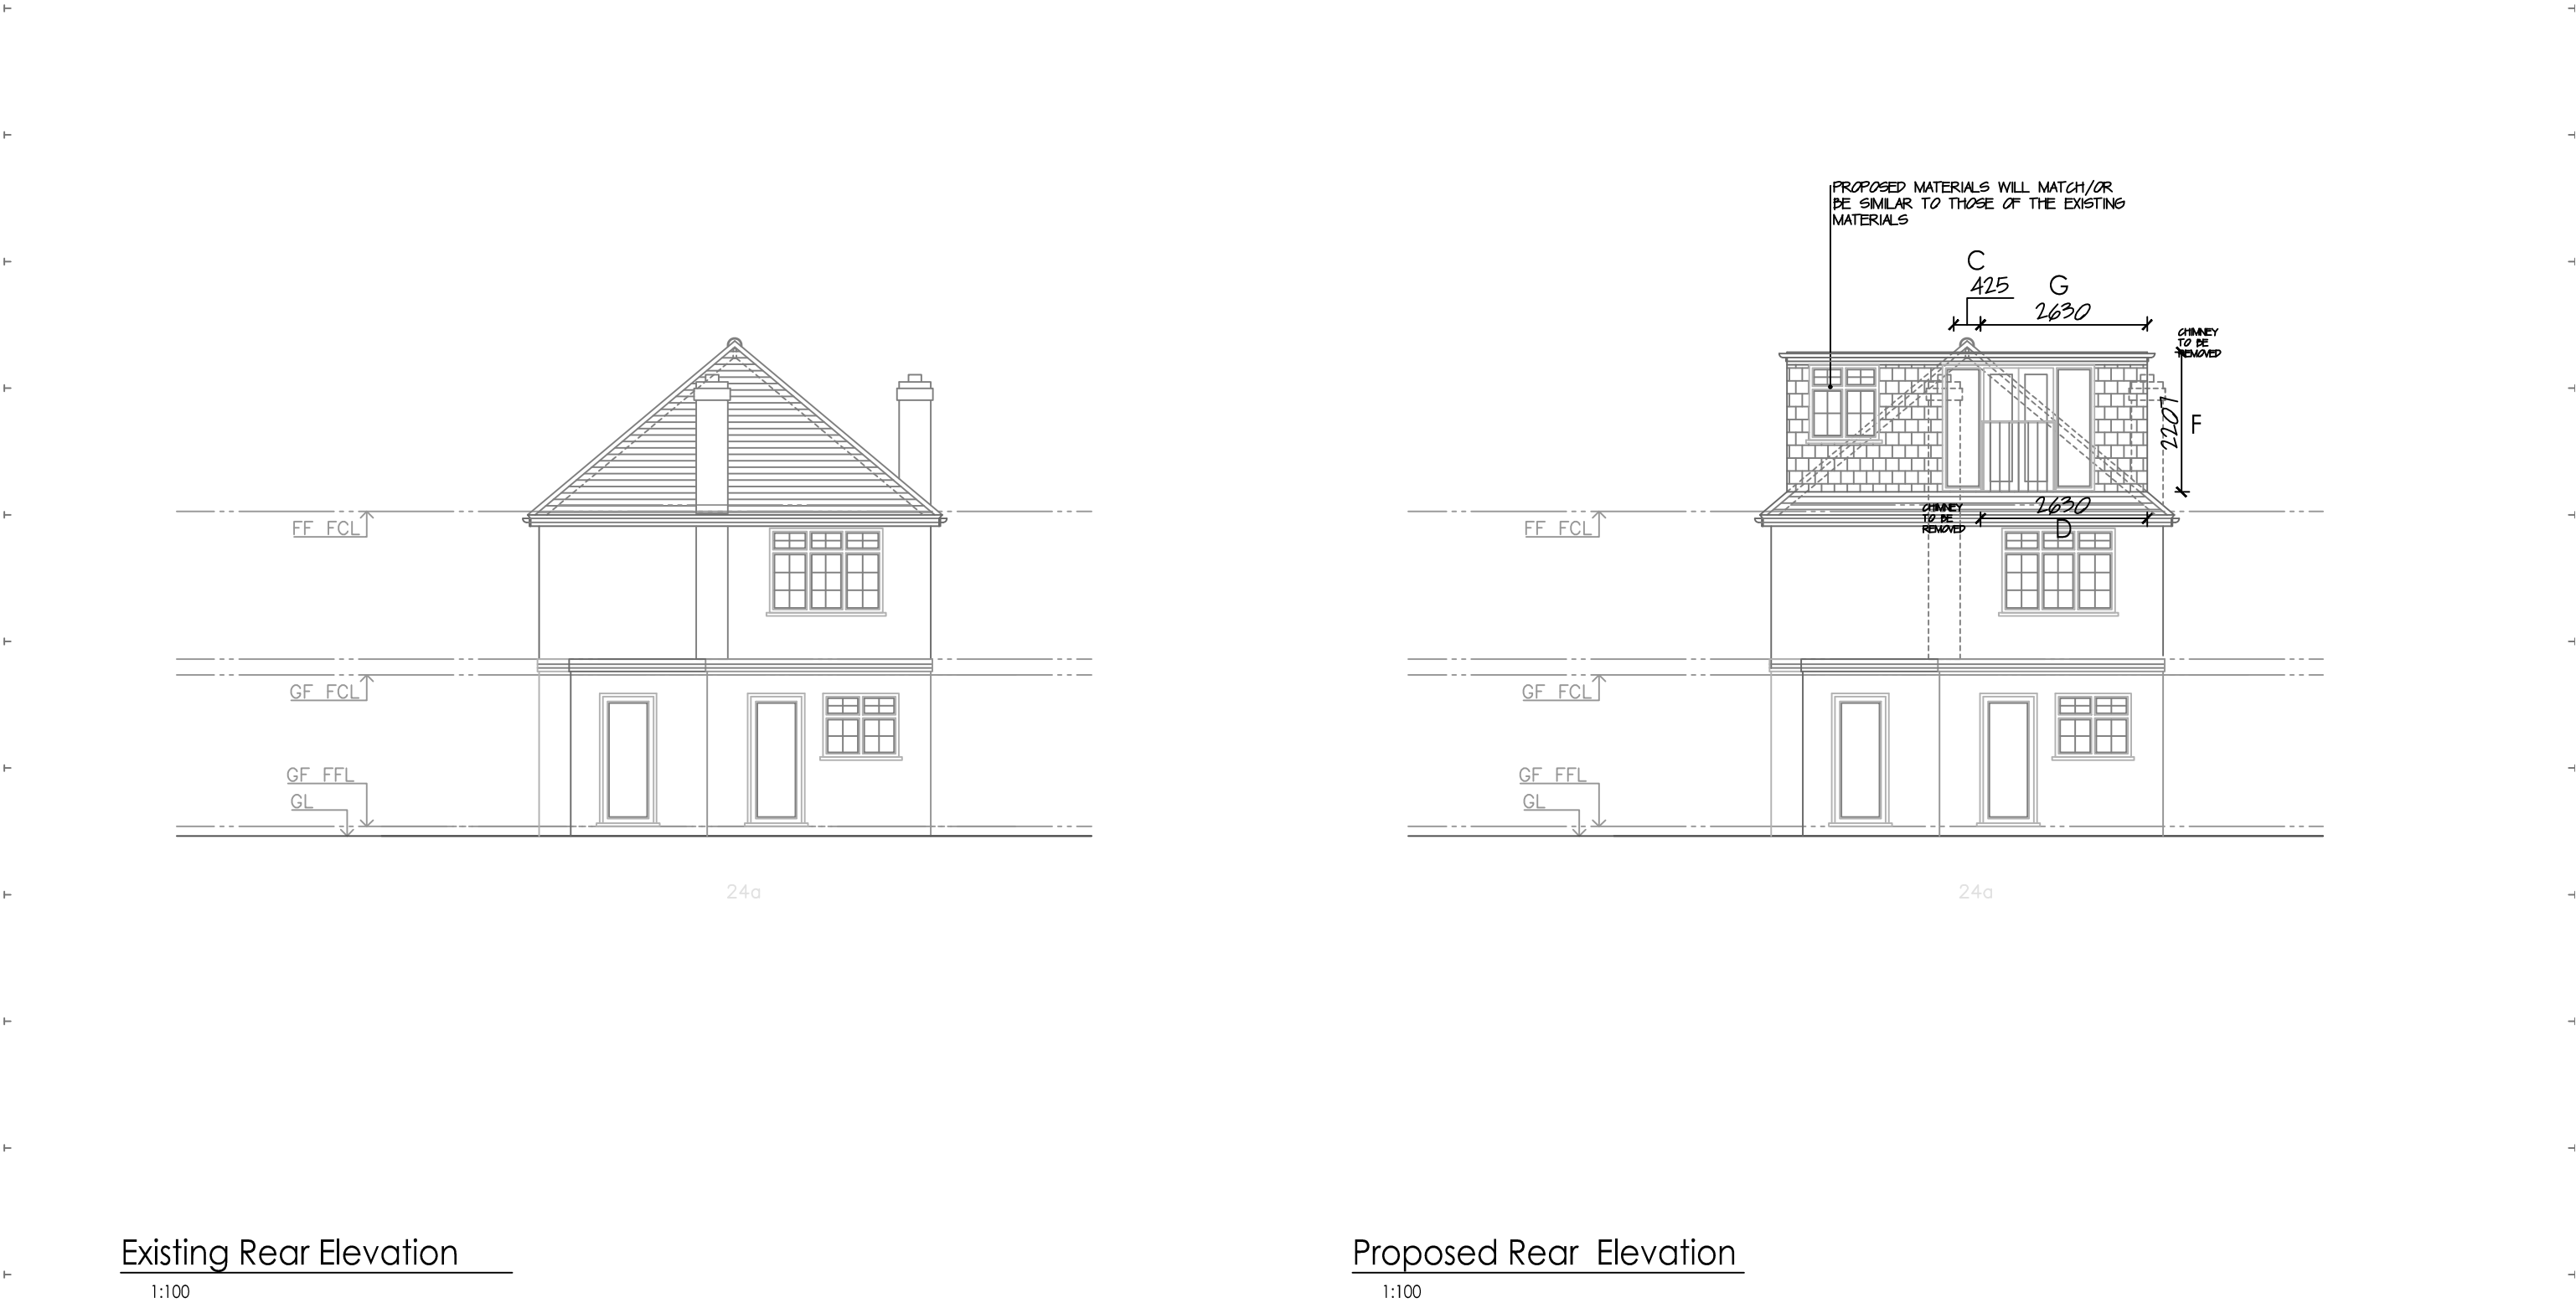 PROPOSED MATERIALS WILL MATCH/OR
BE SIMILAR TO THOSE OF THE EXISTING
MATERIALS
C
425
G
2630
CHIMNEY
TO BE
REMOVED
2207
F
2630
D
CHIMNEY
TO BE
REMOVED
FF FCL
GF FCL
GF FFL
GL
24a
FF FCL
GF FCL
GF FFL
GL
24a
Existing Rear Elevation
1:100
Proposed Rear Elevation
1:100